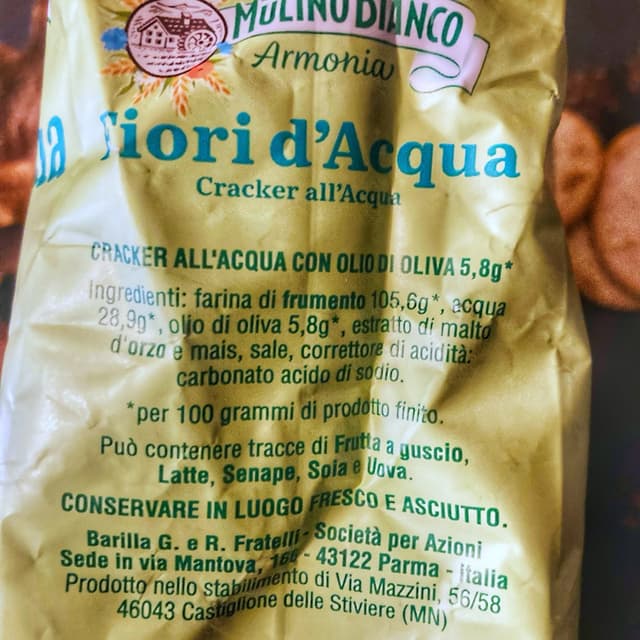 MULINO BIANCO
Armonia
Fiori d'Acqua
Cracker all'Acqua
CRACKER ALL'ACQUA CON OLIO DI OLIVA 5,8g*
Ingredienti: farina di frumento 105,6g*, acqua
28,9g*, olio di oliva 5,8g*, estratto di malto
d'orzo e mais, sale, correttore di acidità:
carbonato acido di sodio.
*per 100 grammi di prodotto finito.
Può contenere tracce di Frutta a guscio,
Latte, Senape, Soia e Uova.
CONSERVARE IN LUOGO FRESCO E ASCIUTTO.
Barilla G. e R. Fratelli - Società per Azioni
Sede in via Mantova, 166 - 43122 Parma - Italia
Prodotto nello stabilimento di Via Mazzini, 56/58
46043 Castiglione delle Stiviere (MN)